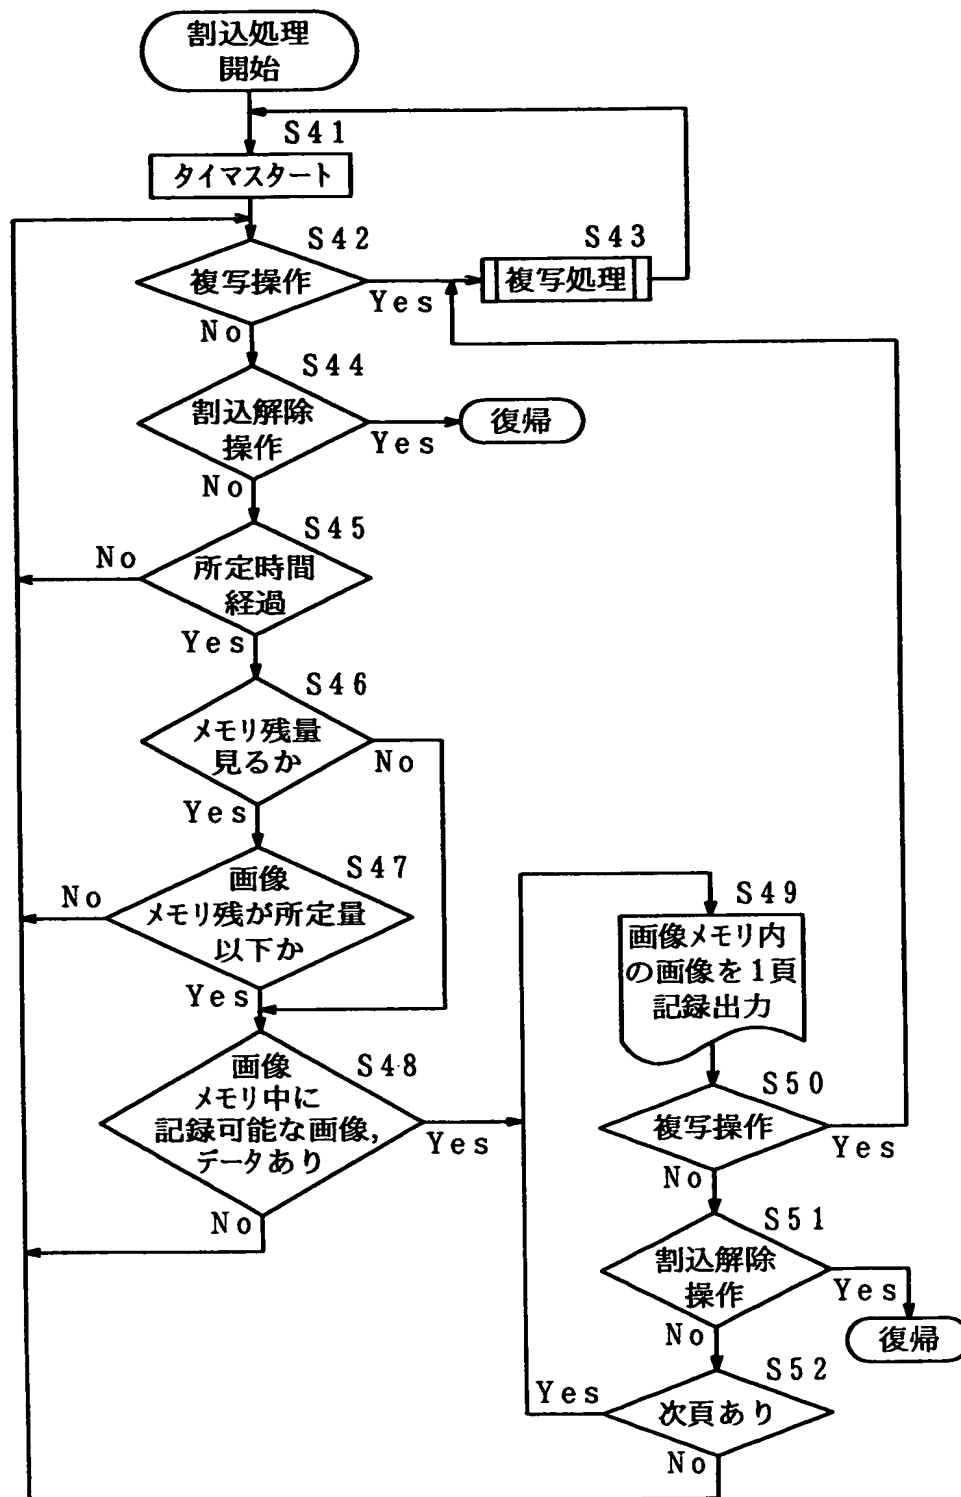 割込処理
開始
S41
タイマスタート
S42
複写操作
Yes
No
S43
複写処理
S44
割込解除
操作
Yes
No
復帰
S45
所定時間
経過
No
Yes
S46
メモリ残量
見るか
No
Yes
S47
画像
メモリ残が所定量
以下か
No
Yes
S48
画像
メモリ中に
記録可能な画像,
データあり
Yes
No
S49
画像メモリ内
の画像を1頁
記録出力
S50
複写操作
Yes
No
S51
割込解除
操作
Yes
No
復帰
S52
次頁あり
Yes
No